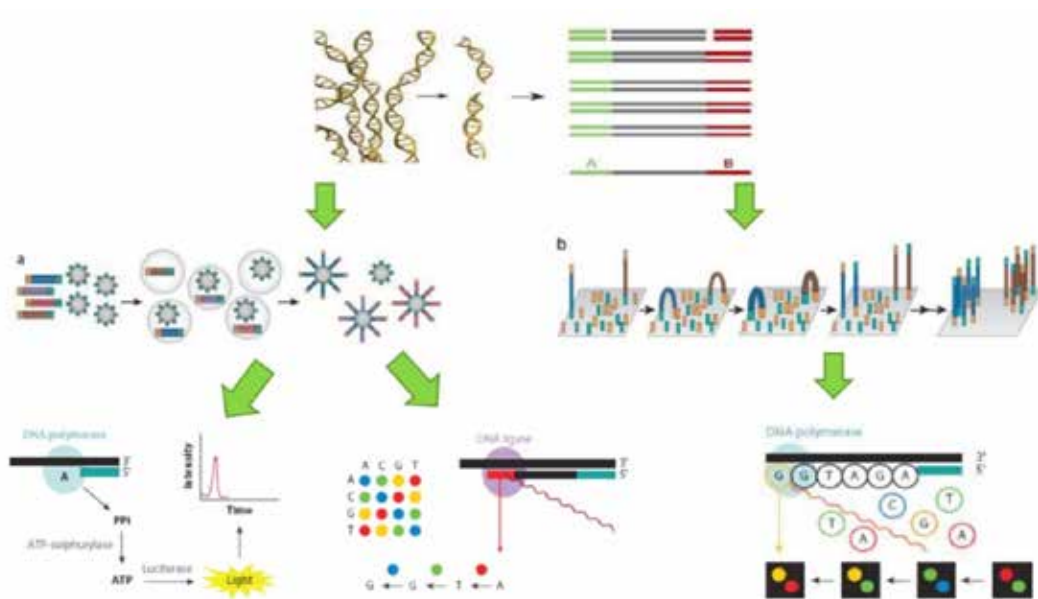 A B
a
b
DNA polymerase
3'
5'
A
PPi
ATP-sulphurylase
ATP
Luciferase
Light
Intensity
Time
A C G T
A
C
G
T
DNA ligase
3'
5'
G G T A
DNA polymerase
3'
5'
G G T A G A
C T
T G
A A